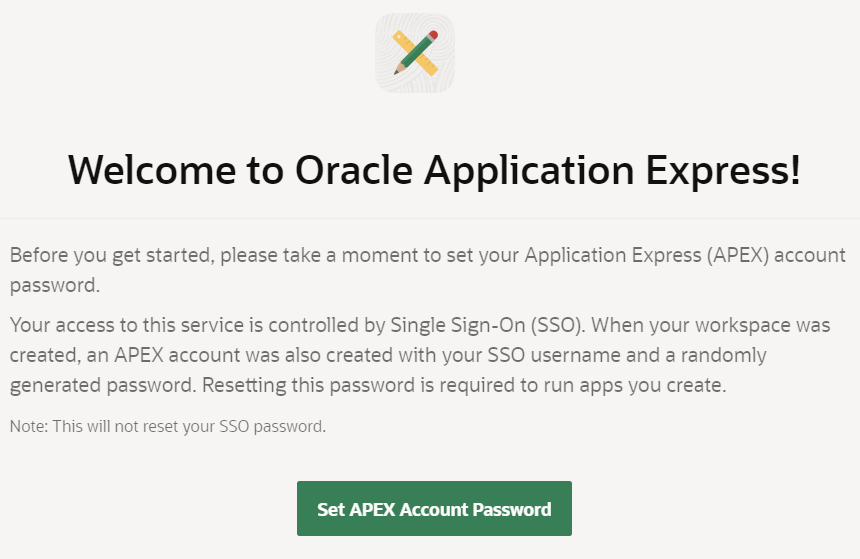 Welcome to Oracle Application Express!
Before you get started, please take a moment to set your Application Express (APEX) account
password.
Your access to this service is controlled by Single Sign-On (SSO). When your workspace was
created, an APEX account was also created with your SSO username and a randomly
generated password. Resetting this password is required to run apps you create.
Note: This will not reset your SSO password.
Set APEX Account Password